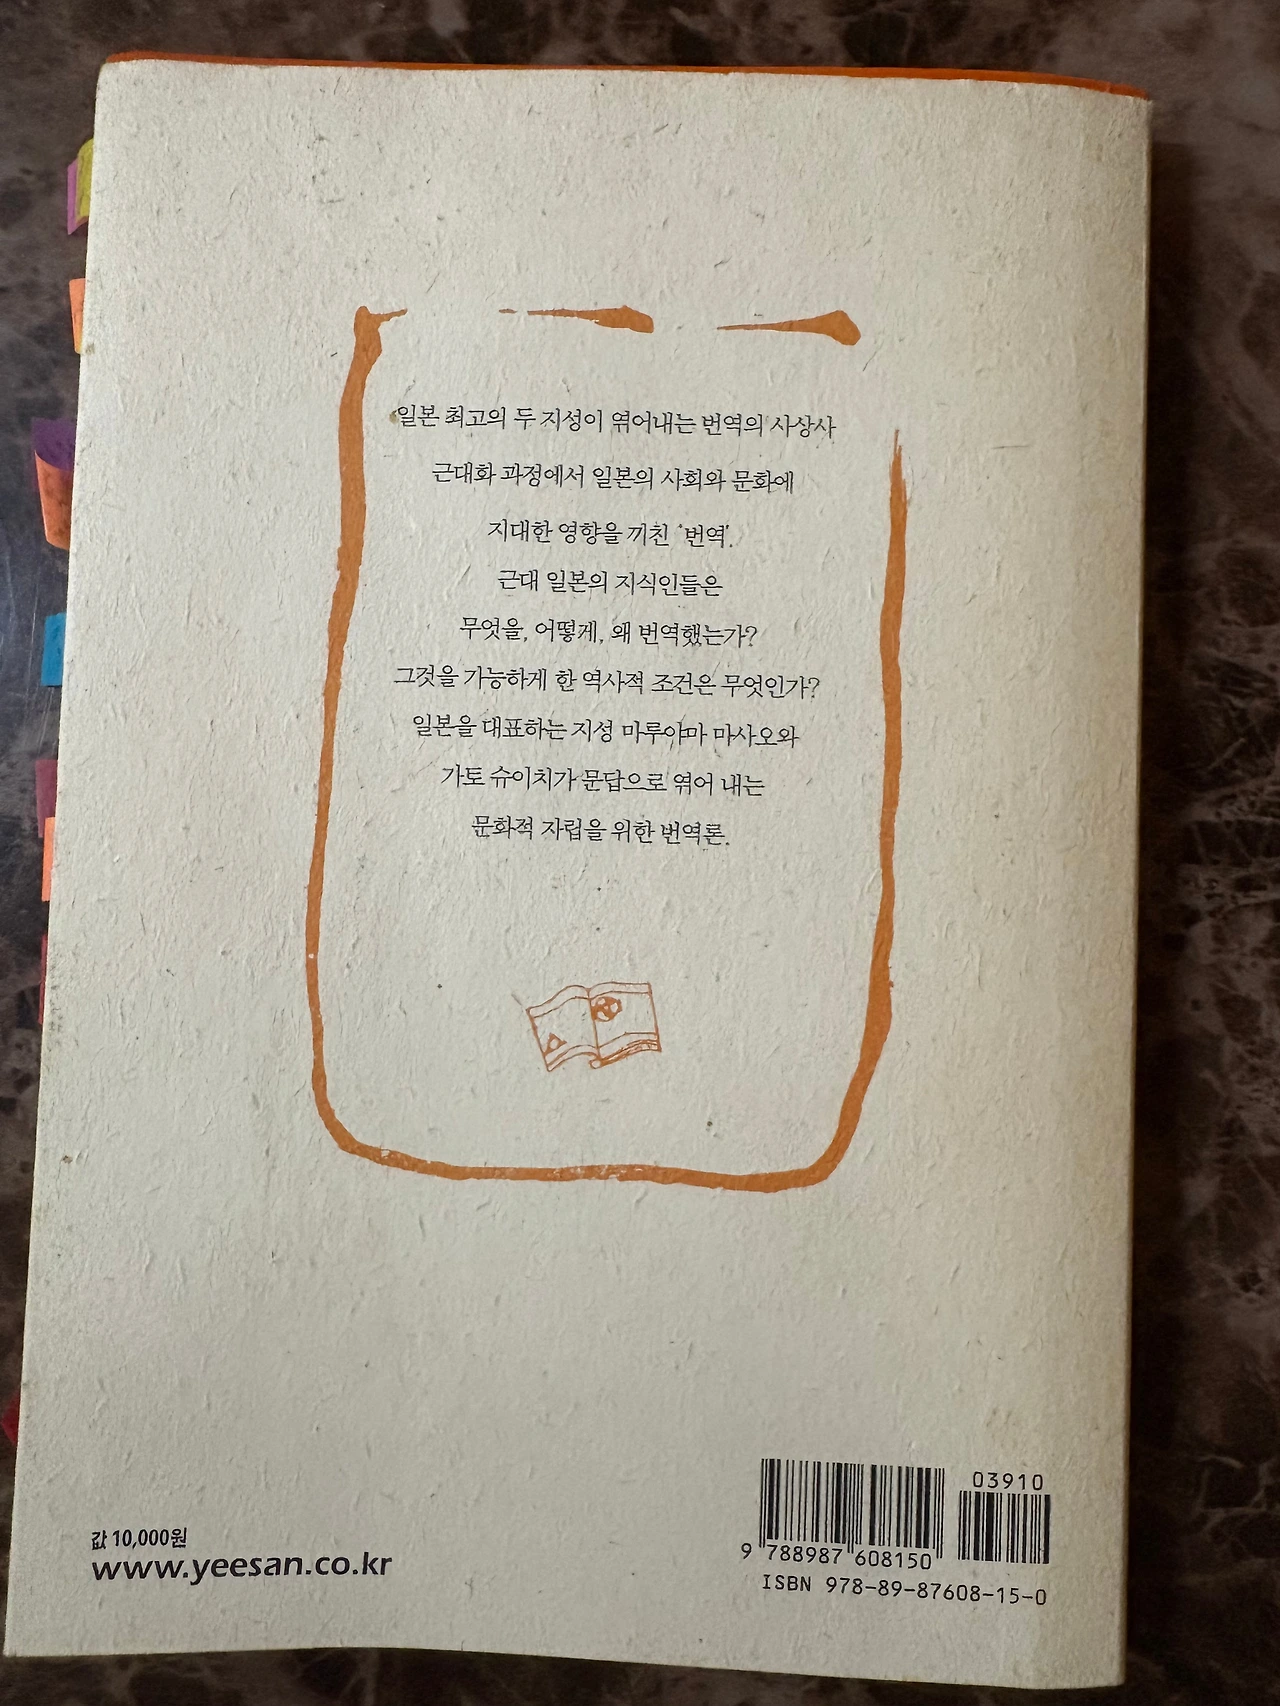 일본 최고의 두 지성이 엮어내는 번역의 사상사
근대화 과정에서 일본의 사회와 문화에
지대한 영향을 끼친 '번역'.
근대 일본의 지식인들은
무엇을, 어떻게, 왜 번역했는가?
그것을 가능하게 한 역사적 조건은 무엇인가?
일본을 대표하는 지성 마루야마 마사오와
가토 슈이치가 문답으로 엮어 내는
문화적 자립을 위한 번역론.
값 10,000원
www.yeesan.co.kr
03910
9 788987 608150
ISBN 978-89-87608-15-0